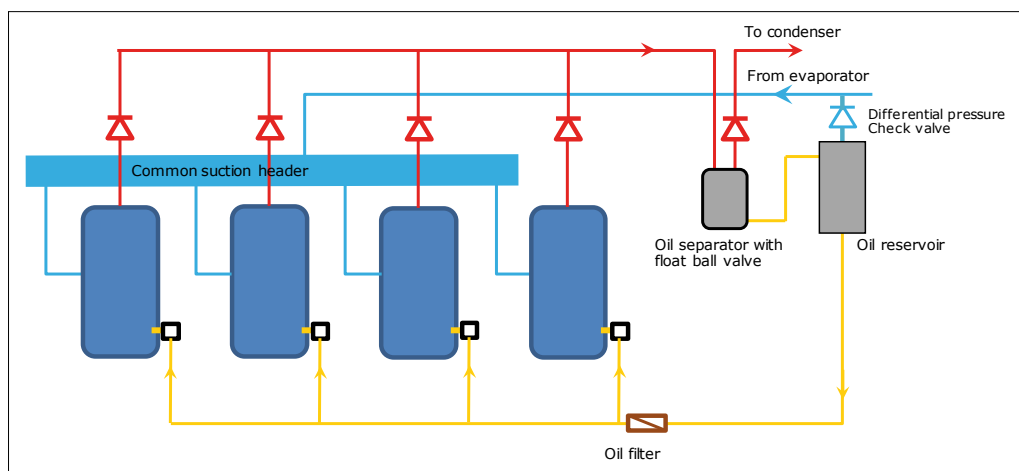 To condenser
From evaporator
Differential pressure
Check valve
Common suction header
Oil separator with
float ball valve
Oil reservoir
Oil filter